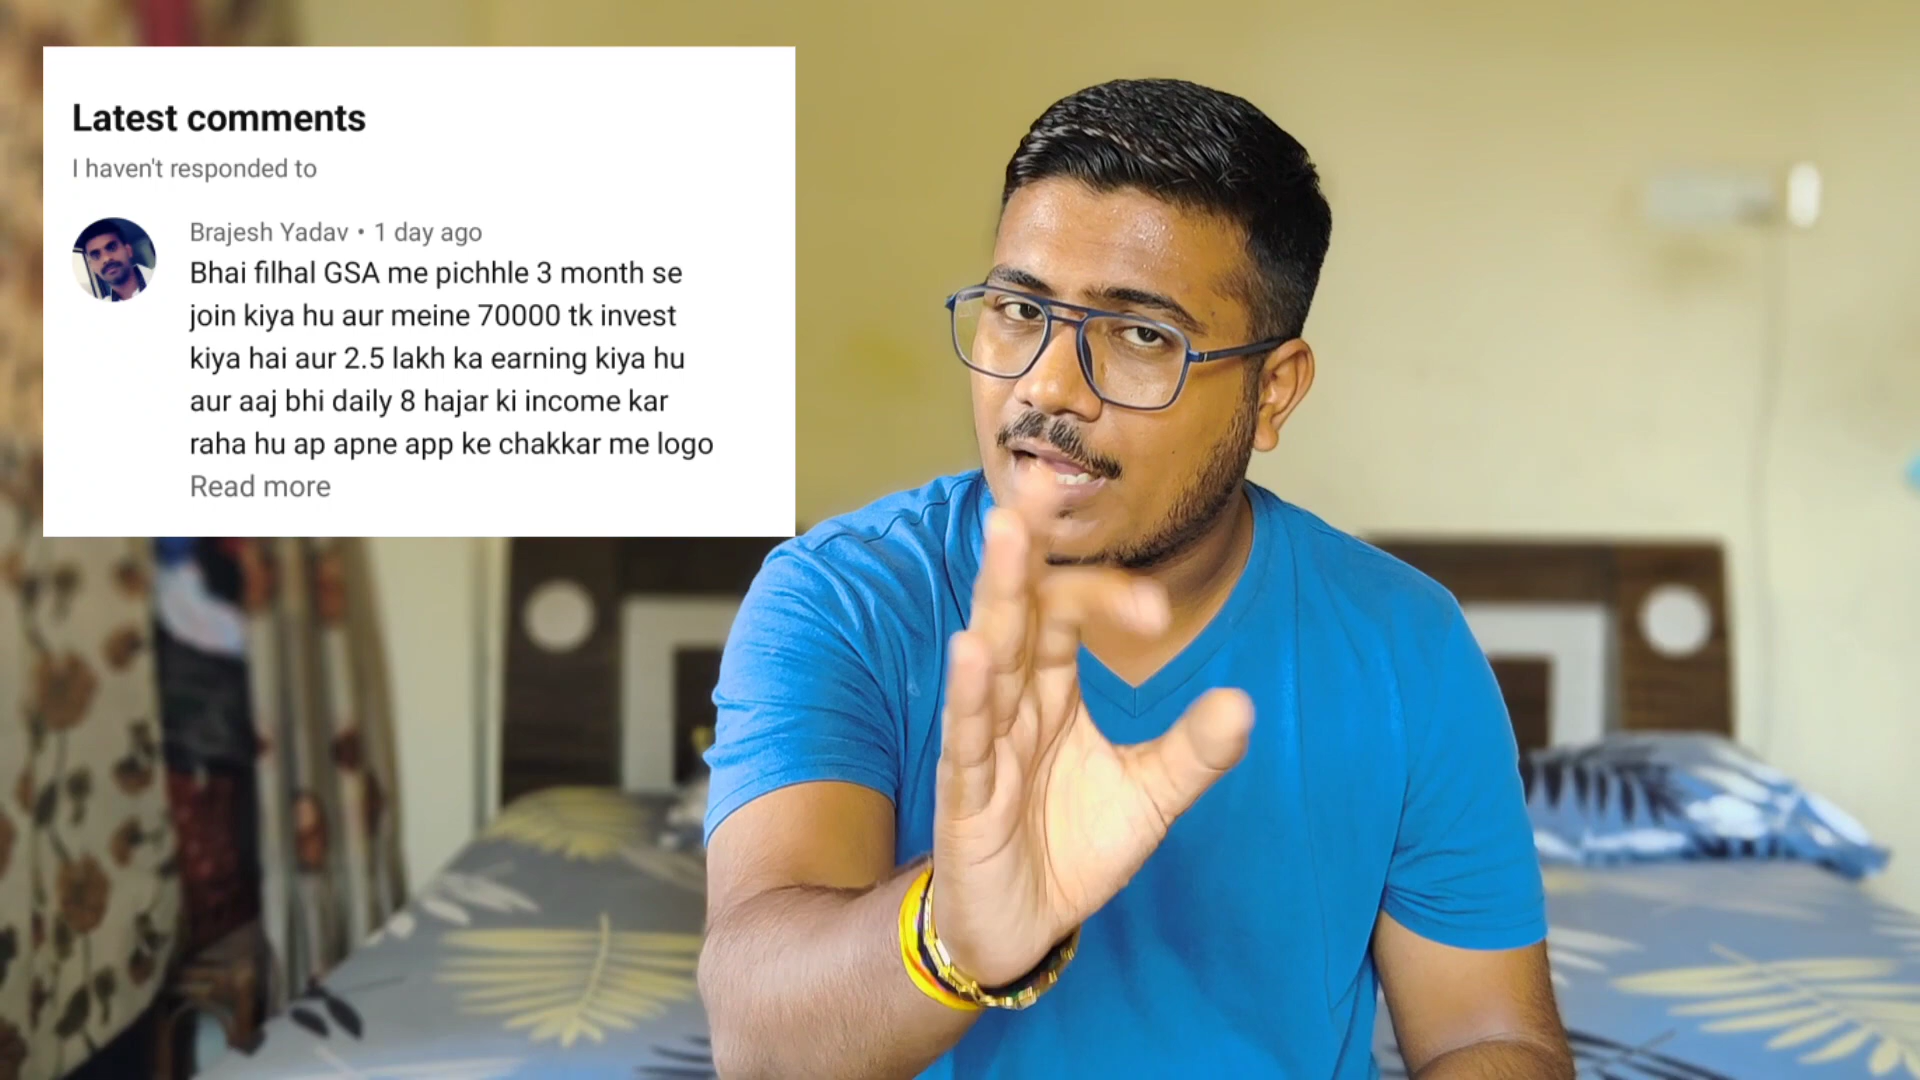 Latest comments
I haven't responded to
Brajesh Yadav • 1 day ago
Bhai filhal GSA me pichhle 3 month se
join kiya hu aur meine 70000 tk invest
kiya hai aur 2.5 lakh ka earning kiya hu
aur aaj bhi daily 8 hajar ki income kar
raha hu ap apne app ke chakkar me logo
Read more